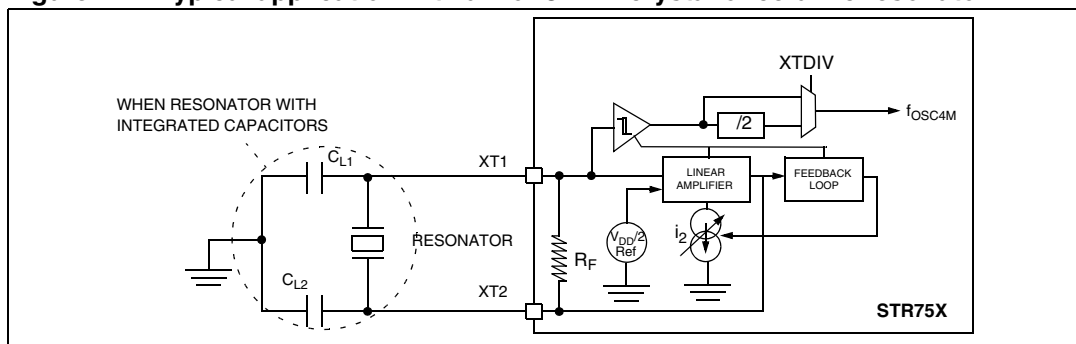 WHEN RESONATOR WITH
INTEGRATED CAPACITORS
CL1
XT1
RESONATOR
CL2
XT2
RF
VDD/2
Ref
i2
LINEAR
AMPLIFIER
FEEDBACK
LOOP
/2
XTDIV
fOSC4M
STR75X